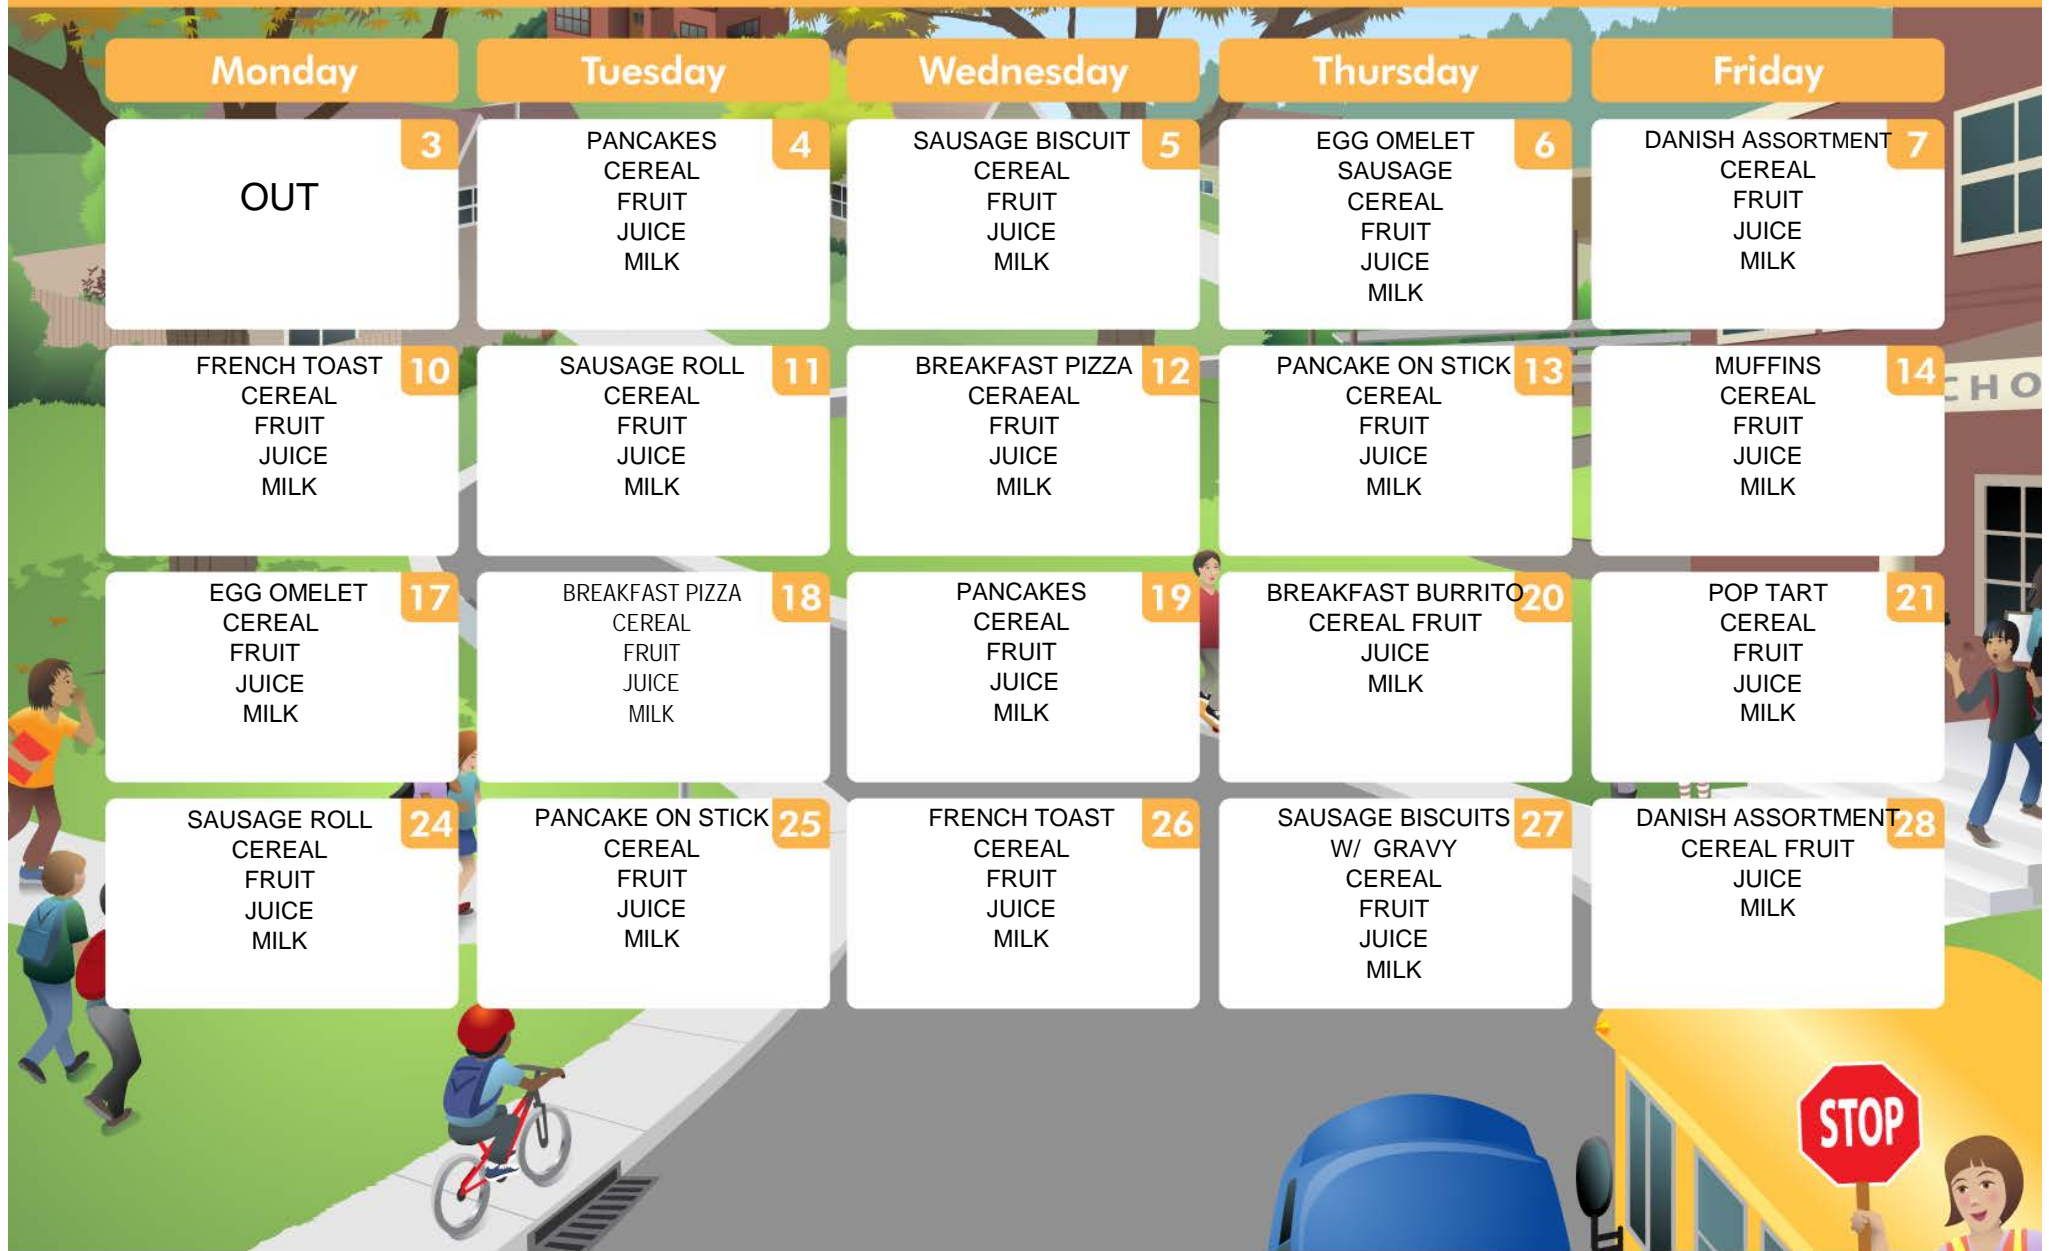 Monday
Tuesday
Wednesday
Thursday
Friday
3
OUT
4
PANCAKES
CEREAL
FRUIT
JUICE
MILK
5
SAUSAGE BISCUIT
CEREAL
FRUIT
JUICE
MILK
6
EGG OMELET
SAUSAGE
CEREAL
FRUIT
JUICE
MILK
7
DANISH ASSORTMENT
CEREAL
FRUIT
JUICE
MILK
10
FRENCH TOAST
CEREAL
FRUIT
JUICE
MILK
11
SAUSAGE ROLL
CEREAL
FRUIT
JUICE
MILK
12
BREAKFAST PIZZA
CERAEAL
FRUIT
JUICE
MILK
13
PANCAKE ON STICK
CEREAL
FRUIT
JUICE
MILK
14
MUFFINS
CEREAL
FRUIT
JUICE
MILK
CHO
17
EGG OMELET
CEREAL
FRUIT
JUICE
MILK
18
BREAKFAST PIZZA
CEREAL
FRUIT
JUICE
MILK
19
PANCAKES
CEREAL
FRUIT
JUICE
MILK
20
BREAKFAST BURRITO
CEREAL FRUIT
JUICE
MILK
21
POP TART
CEREAL
FRUIT
JUICE
MILK
24
SAUSAGE ROLL
CEREAL
FRUIT
JUICE
MILK
25
PANCAKE ON STICK
CEREAL
FRUIT
JUICE
MILK
26
FRENCH TOAST
CEREAL
FRUIT
JUICE
MILK
27
SAUSAGE BISCUITS
W/ GRAVY
CEREAL
FRUIT
JUICE
MILK
28
DANISH ASSORTMENT
CEREAL FRUIT
JUICE
MILK
STOP